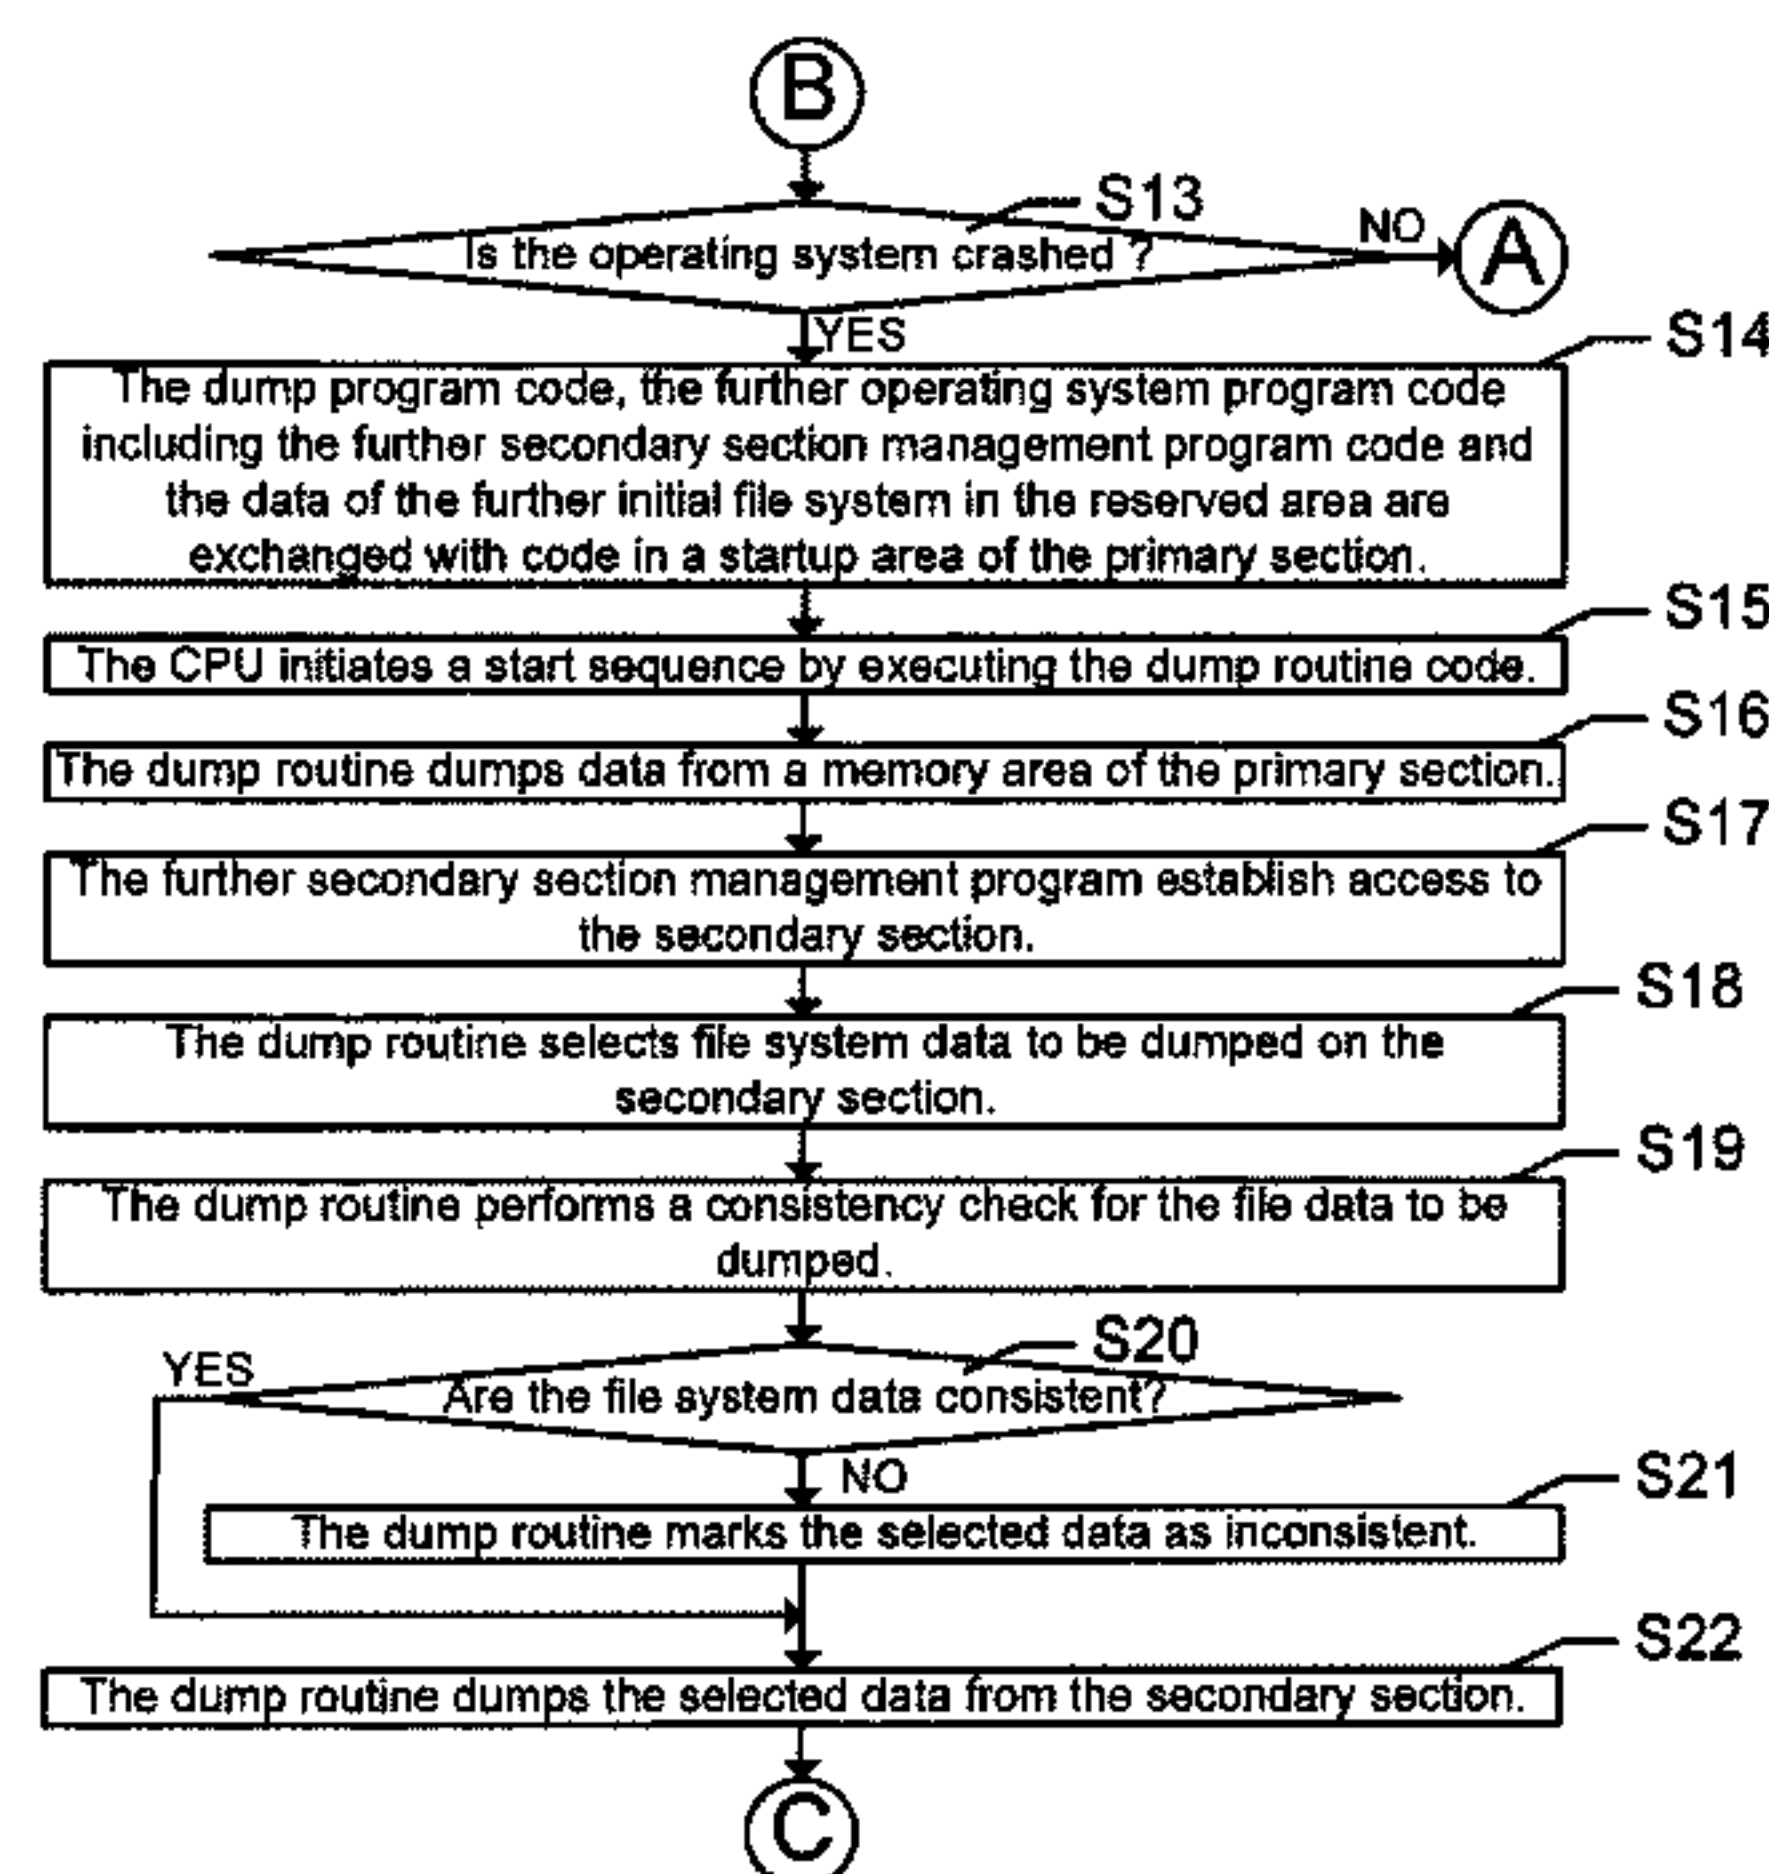 B
S13
Is the operating system crashed ?
NO
A
YES
S14
The dump program code, the further operating system program code
including the further secondary section management program code and
the data of the further initial file system in the reserved area are
exchanged with code in a startup area of the primary section.
S15
The CPU initiates a start sequence by executing the dump routine code.
S16
The dump routine dumps data from a memory area of the primary section.
S17
The further secondary section management program establish access to
the secondary section.
S18
The dump routine selects file system data to be dumped on the
secondary section.
S19
The dump routine performs a consistency check for the file data to be
dumped.
S20
YES
Are the file system data consistent?
NO
S21
The dump routine marks the selected data as inconsistent.
S22
The dump routine dumps the selected data from the secondary section.
C